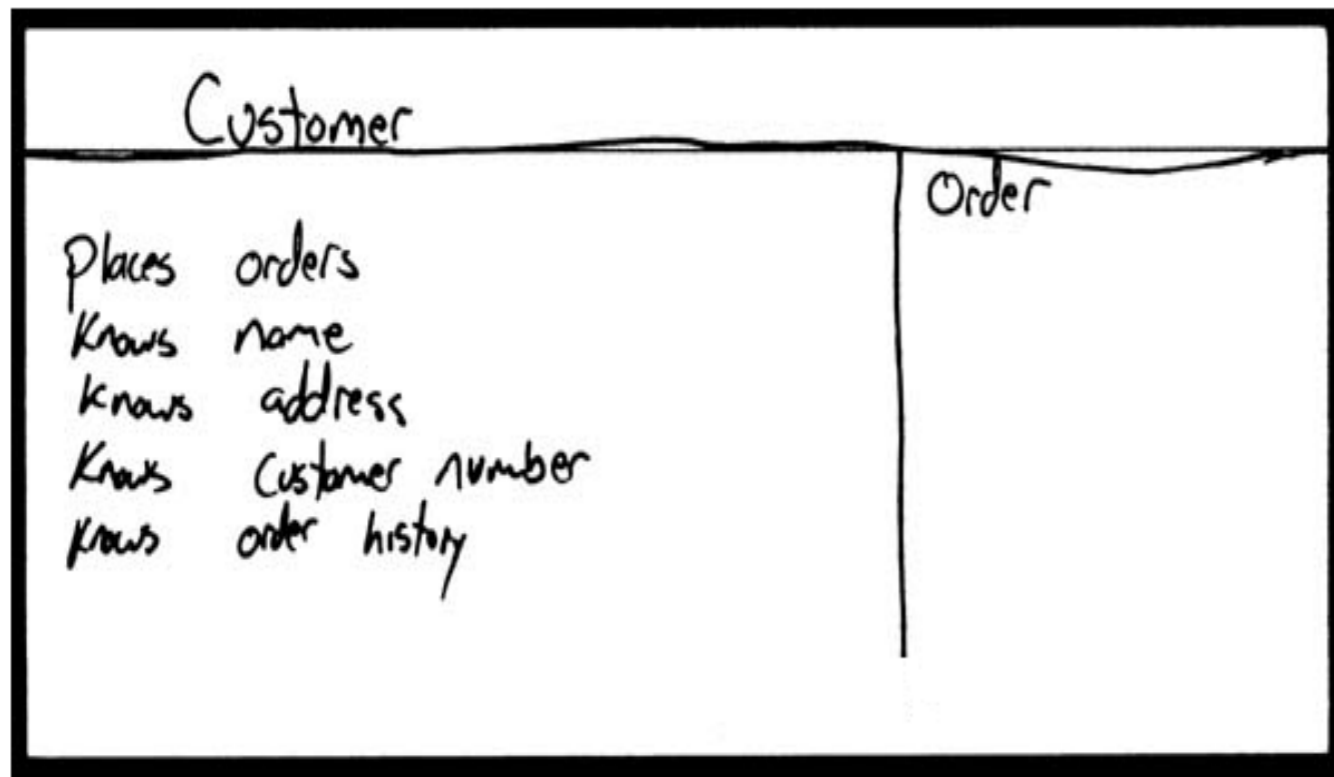 Customer
Order
Places orders
Knows name
Knows address
Knows Customer number
Knows order history